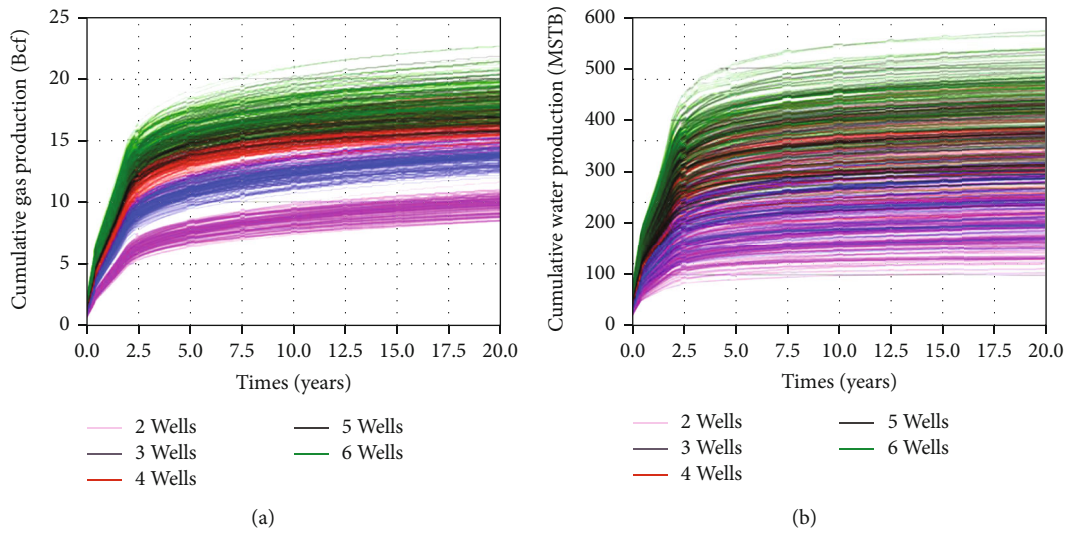 25
20
15
10
5
0
Cumulative gas production (Bcf)
0.0 2.5 5.0 7.5 10.0 12.5 15.0 17.5 20.0
Times (years)
2 Wells
3 Wells
4 Wells
5 Wells
6 Wells
(a)
600
500
400
300
200
100
0
Cumulative water production (MSTB)
0.0 2.5 5.0 7.5 10.0 12.5 15.0 17.5 20.0
Times (years)
2 Wells
3 Wells
4 Wells
5 Wells
6 Wells
(b)